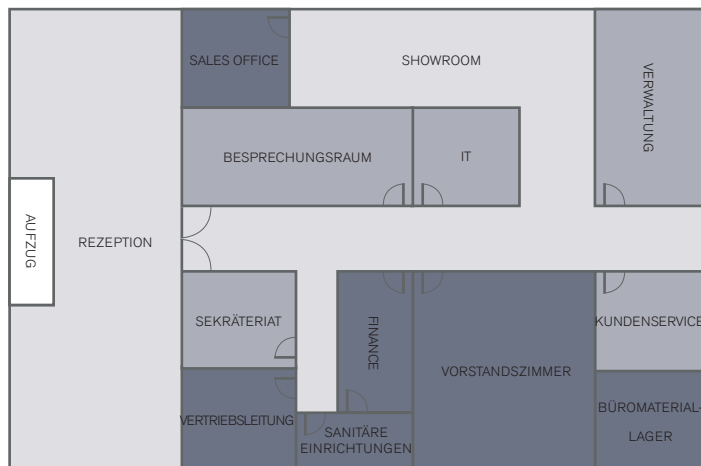 SALES OFFICE
SHOWROOM
VERWALTUNG
BESPRECHUNGSRAUM
IT
AUFZUG
REZEPTION
SEKRÄTERIAT
FINANCE
KUNDENSERVICE
VORSTANDSZIMMER
VERTRIEBSLEITUNG
SANITÄRE
EINRICHTUNGEN
BÜROMATERIAL-
LAGER